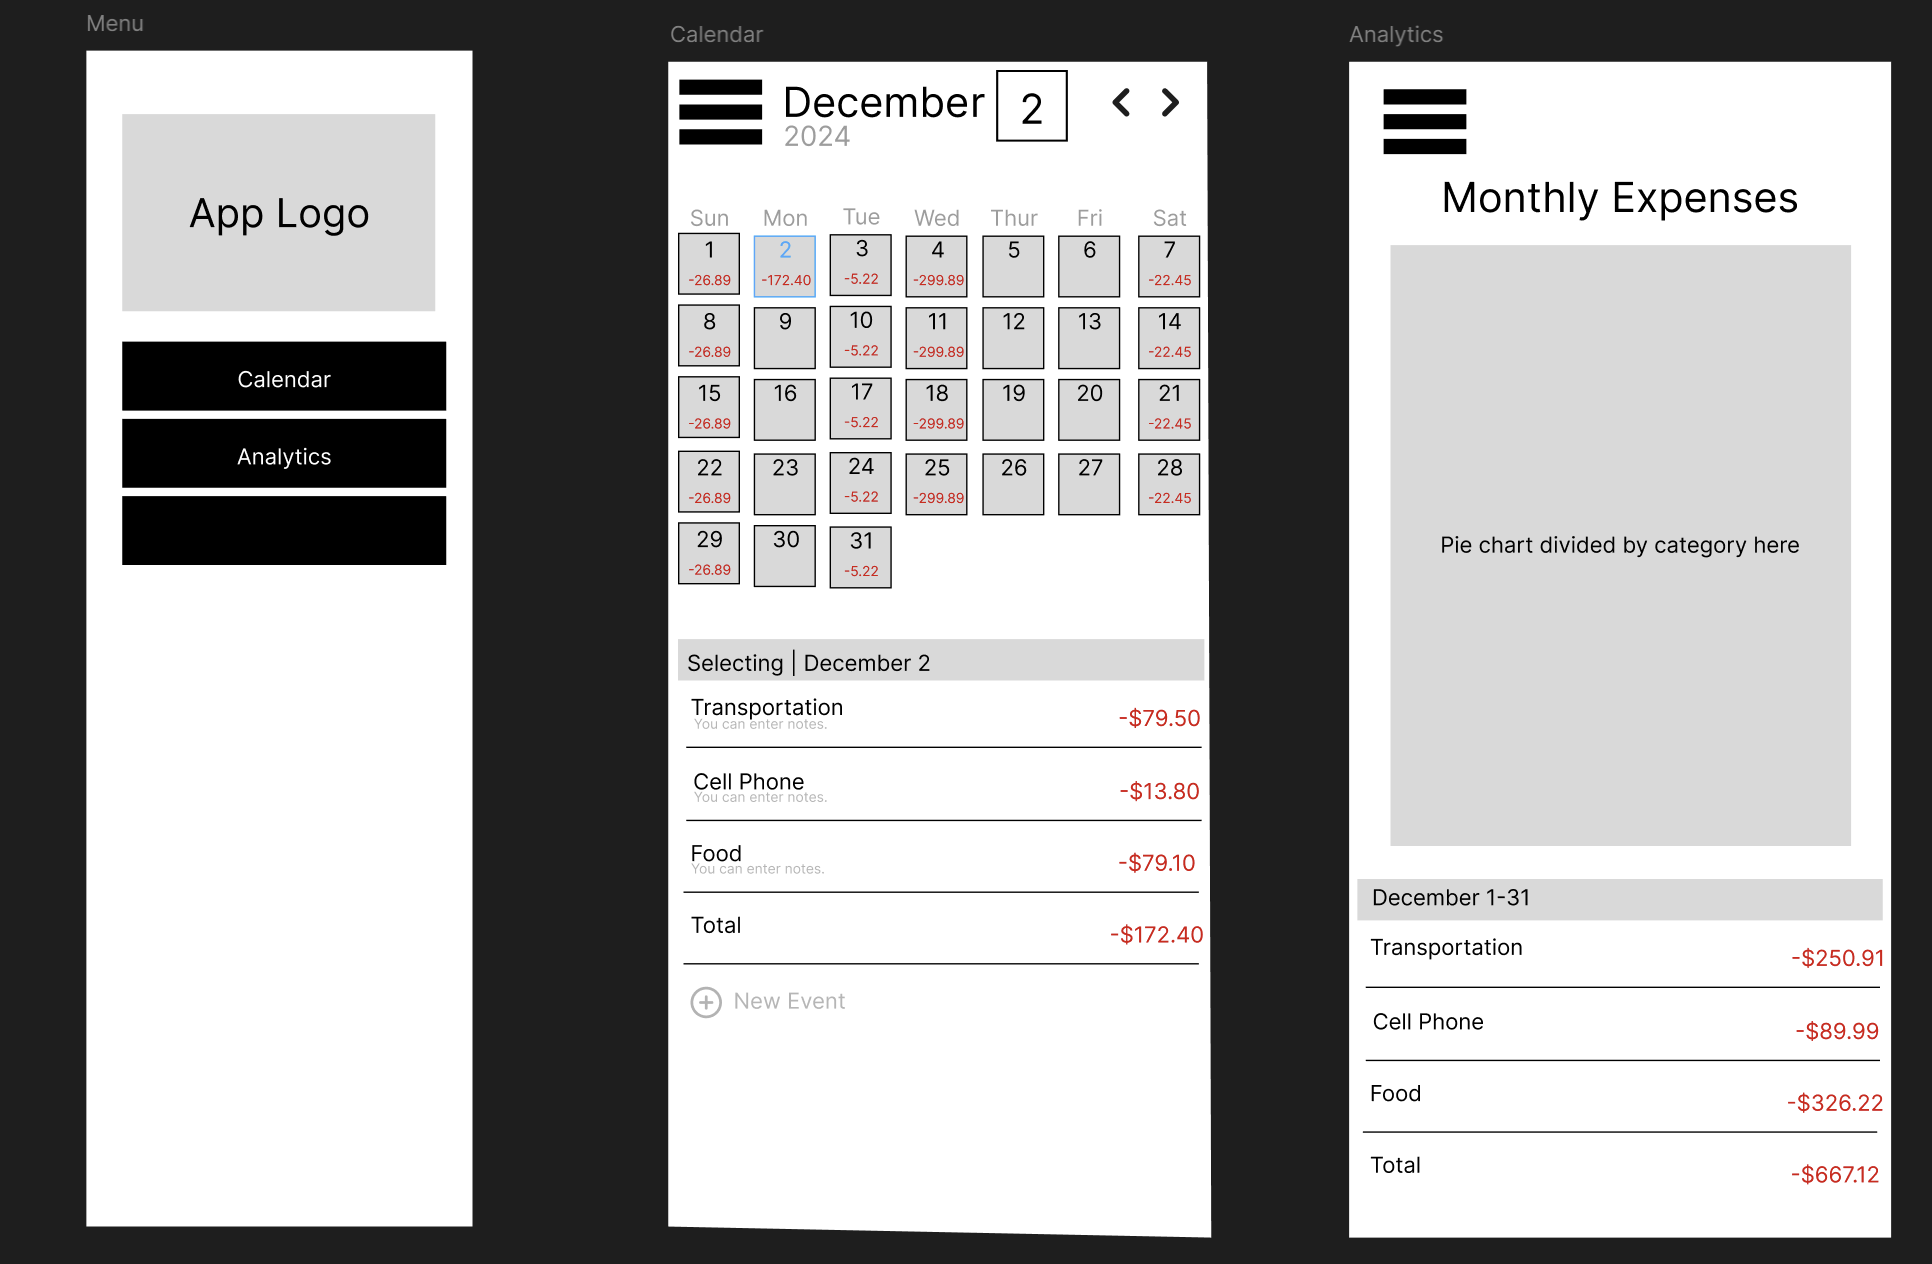 Menu
App Logo
Calendar
Analytics
Calendar
December 2
2024
Sun Mon Tue Wed Thur Fri Sat
1 2 3 4 5 6 7
-26.89 -172.40 -5.22 -299.89 -22.45
8 9 10 11 12 13 14
-26.89 -5.22 -299.89 -22.45
15 16 17 18 19 20 21
-26.89 -5.22 -299.89 -22.45
22 23 24 25 26 27 28
-26.89 -5.22 -299.89 -22.45
29 30 31
-26.89 -5.22
Selecting | December 2
Transportation
You can enter notes.
-$79.50
Cell Phone
You can enter notes.
-$13.80
Food
You can enter notes.
-$79.10
Total
-$172.40
New Event
Analytics
Monthly Expenses
Pie chart divided by category here
December 1-31
Transportation
-$250.91
Cell Phone
-$89.99
Food
-$326.22
Total
-$667.12